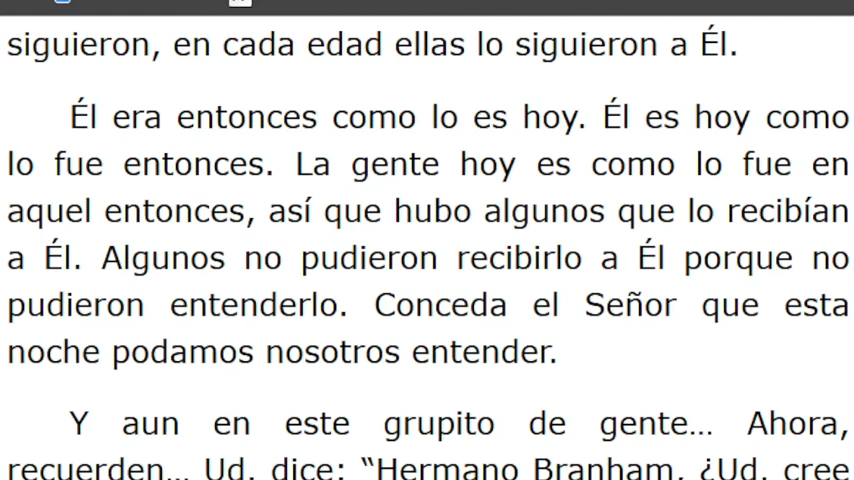 siguieron, en cada edad ellas lo siguieron a Él.
Él era entonces como lo es hoy. Él es hoy como
lo fue entonces. La gente hoy es como lo fue en
aquel entonces, así que hubo algunos que lo recibían
a Él. Algunos no pudieron recibirlo a Él porque no
pudieron entenderlo. Conceda el Señor que esta
noche podamos nosotros entender.
Y aun en este grupito de gente... Ahora,
recuerden... Ud. dice: “Hermano Branham, ¿Ud. cree